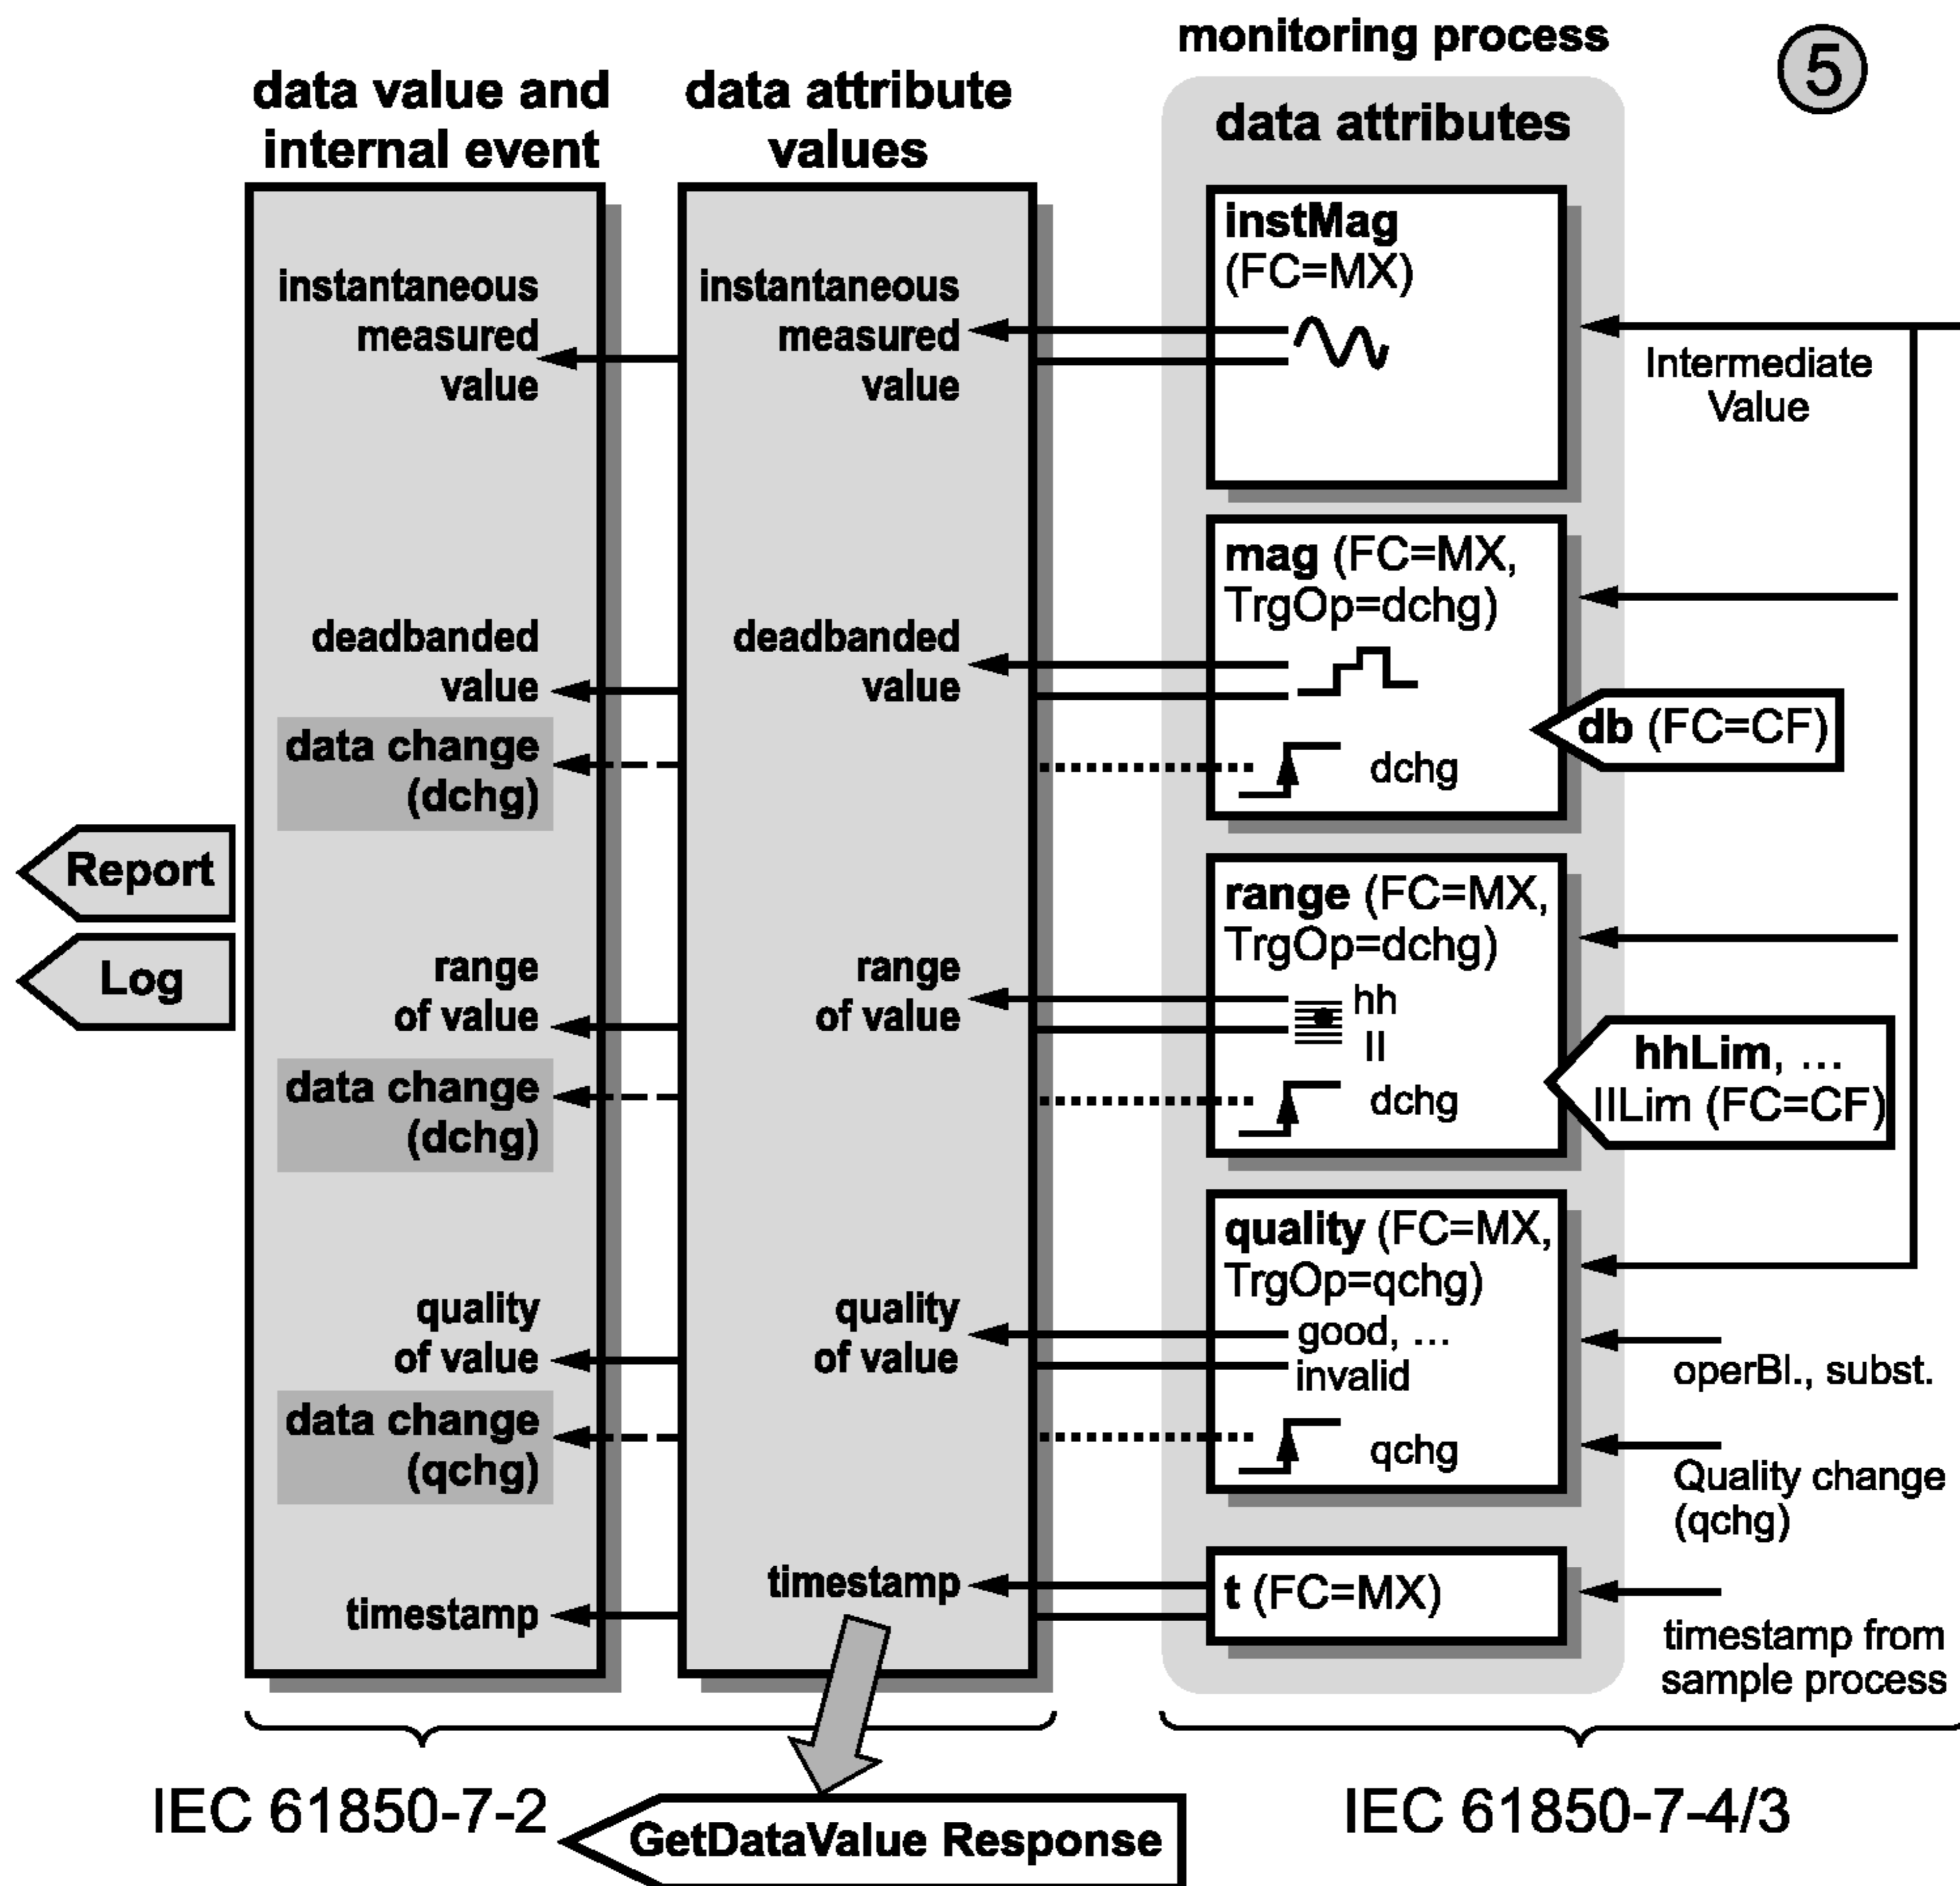 monitoring process
5
data value and
internal event
data attribute
values
data attributes
instantaneous
measured
value
instantaneous
measured
value
instMag
(FC=MX)
Intermediate
Value
deadbanded
value
data change
(dchg)
deadbanded
value
mag (FC=MX,
TrgOp=dchg)
dchg
db (FC=CF)
Report
Log
range
of value
data change
(dchg)
range
of value
range (FC=MX,
TrgOp=dchg)
hh
ll
dchg
hhLim, ...
llLim (FC=CF)
quality
of value
data change
(qchg)
quality
of value
quality (FC=MX,
TrgOp=qchg)
good, ...
invalid
qchg
operBl., subst.
Quality change
(qchg)
timestamp
timestamp
t (FC=MX)
timestamp from
sample process
IEC 61850-7-2
GetDataValue Response
IEC 61850-7-4/3